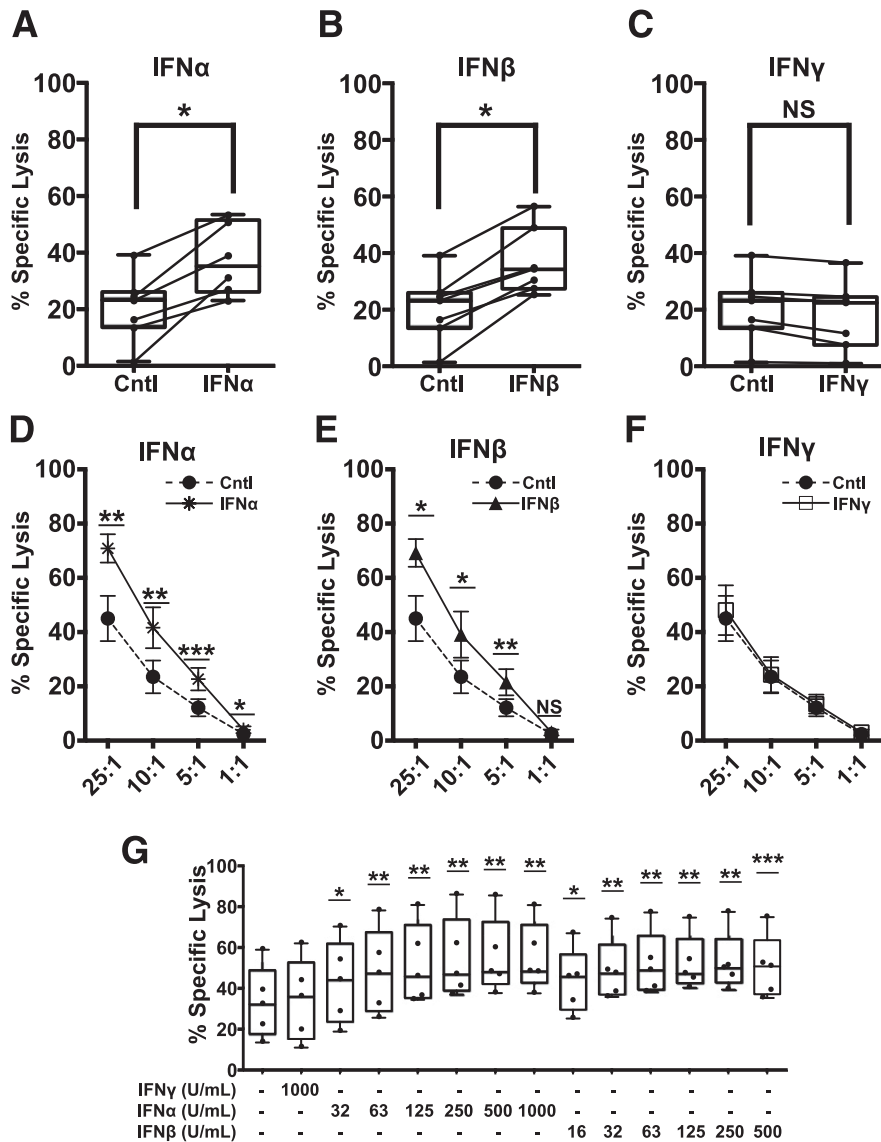 A B C
IFNα IFNβ IFNγ
* * NS
100 100 100
80 80 80
60 60 60
40 40 40
20 20 20
0 0 0
% Specific Lysis % Specific Lysis % Specific Lysis
Cntl IFNα Cntl IFNβ Cntl IFNγ
D E F
IFNα IFNβ IFNγ
100 100 100
80 80 80
60 60 60
40 40 40
20 20 20
0 0 0
% Specific Lysis % Specific Lysis % Specific Lysis
Cntl Cntl Cntl
IFNα IFNβ IFNγ
** ** *** * * * ** NS
25:1 10:1 5:1 1:1 25:1 10:1 5:1 1:1 25:1 10:1 5:1 1:1
G
100
80
60
40
20
0
% Specific Lysis
* ** ** ** ** ** * ** ** ** ** ***
IFNγ (U/mL) - 1000 - - - - - - - - - - - -
IFNα (U/mL) - - 32 63 125 250 500 1000 - - - - - -
IFNβ (U/mL) - - - - - - - - 16 32 63 125 250 500